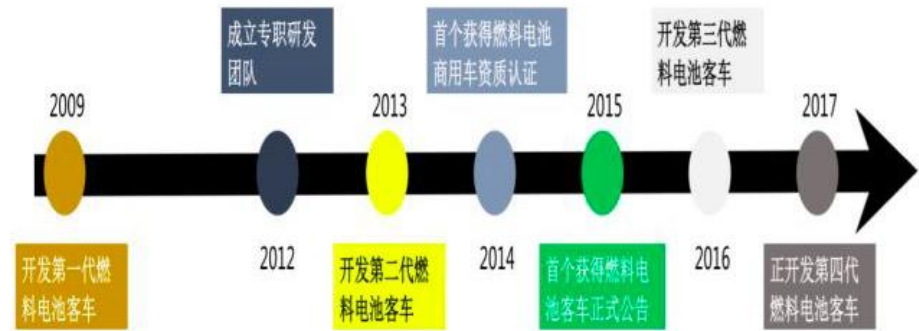 成立专职研发
团队
首个获得燃料电池
商用车资质认证
开发第三代燃
料电池客车
2009
2013
2015
2017
2012
2014
2016
开发第一代燃
料电池客车
开发第二代燃
料电池客车
首个获得燃料电
池客车正式公告
正开发第四代
燃料电池客车